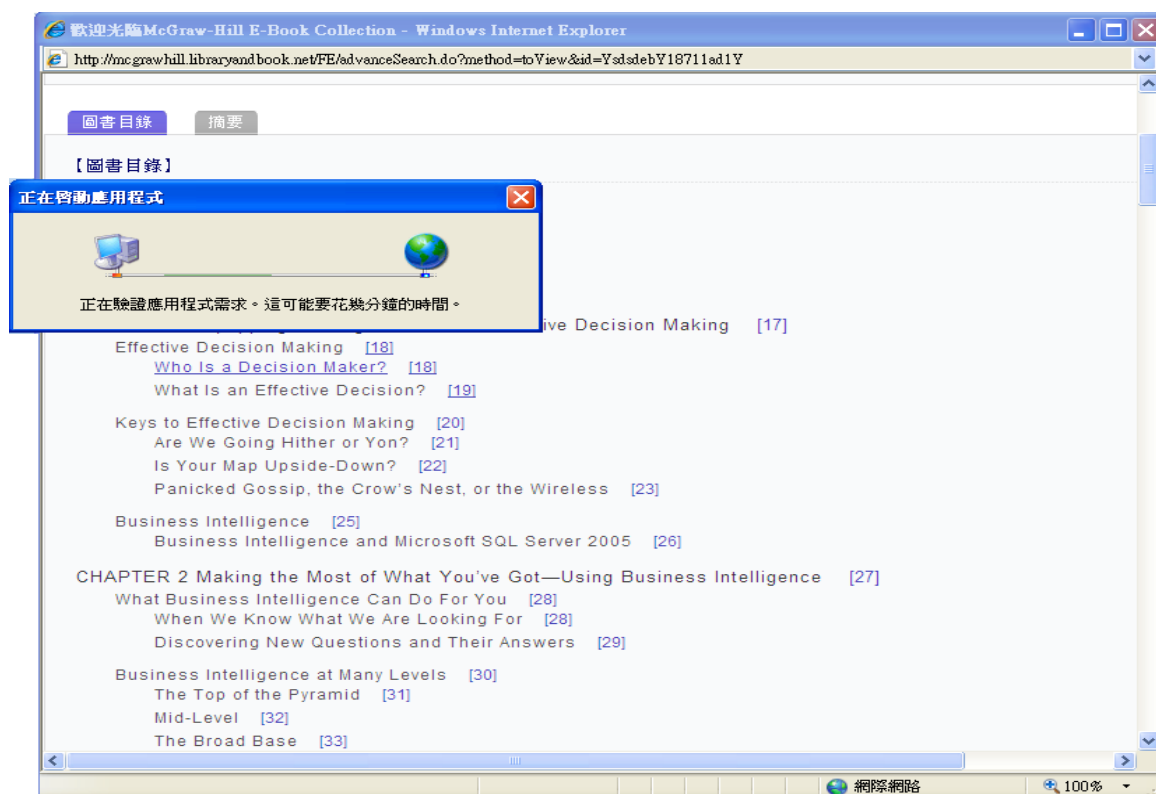 歡迎光臨McGraw-Hill E-Book Collection - Windows Internet Explorer
http://mcgrawhill.libraryandbook.net/FE/advanceSearch.do?method=toView&id=YsdsdebY18711ad1Y
圖書目錄 摘要
【圖書目錄】
正在啓動應用程式
正在驗證應用程式需求。這可能要花幾分鐘的時間。
ive Decision Making [17]
Effective Decision Making [18]
Who Is a Decision Maker? [18]
What Is an Effective Decision? [19]
Keys to Effective Decision Making [20]
Are We Going Hither or Yon? [21]
Is Your Map Upside-Down? [22]
Panicked Gossip, the Crow's Nest, or the Wireless [23]
Business Intelligence [25]
Business Intelligence and Microsoft SQL Server 2005 [26]
CHAPTER 2 Making the Most of What You've Got—Using Business Intelligence [27]
What Business Intelligence Can Do For You [28]
When We Know What We Are Looking For [28]
Discovering New Questions and Their Answers [29]
Business Intelligence at Many Levels [30]
The Top of the Pyramid [31]
Mid-Level [32]
The Broad Base [33]
網際網路 100%